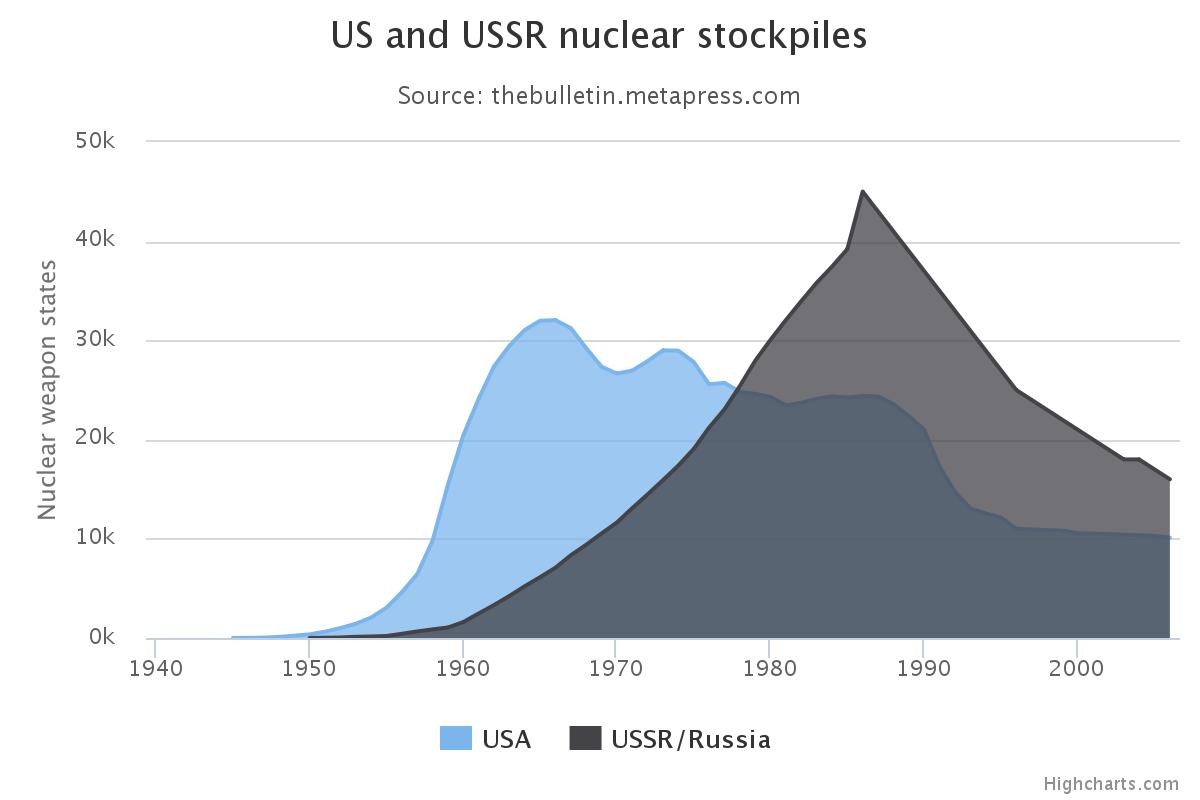 US and USSR nuclear stockpiles
Source: thebulletin.metapress.com
Nuclear weapon states
50k
40k
30k
20k
10k
0k
1940 1950 1960 1970 1980 1990 2000
USA USSR/Russia
Highcharts.com